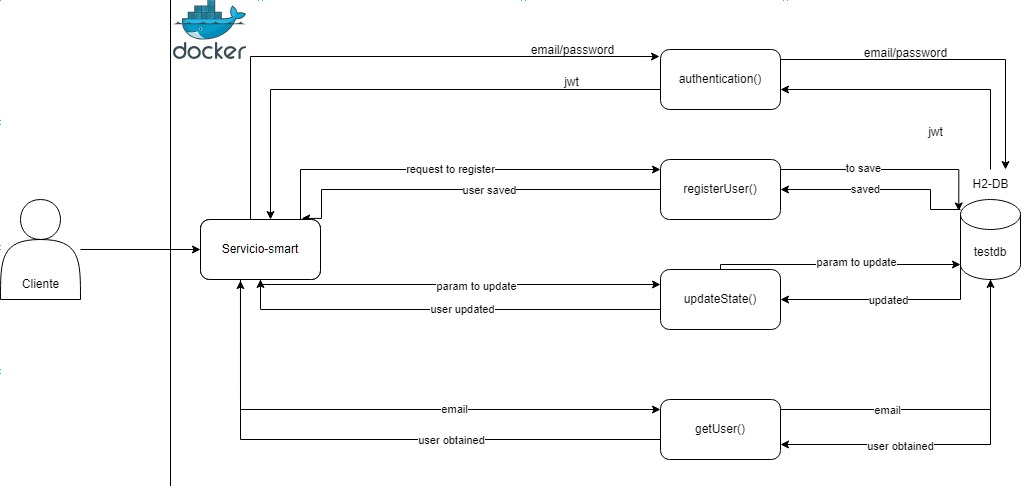 docker
email/password
email/password
authentication()
jwt
jwt
request to register
to save
registerUser()
user saved
saved
H2-DB
Servicio-smart
testdb
Cliente
param to update
param to update
updateState()
user updated
updated
email
email
getUser()
user obtained
user obtained